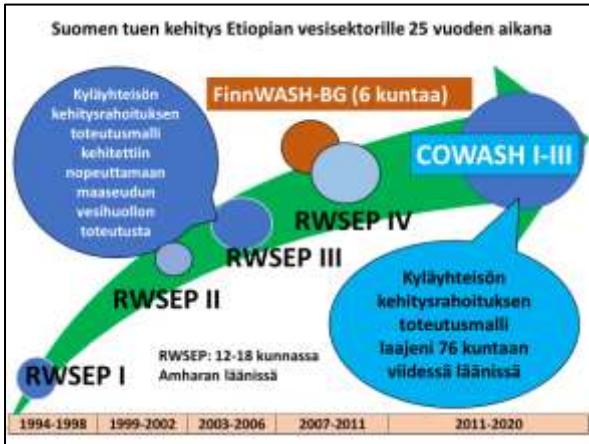 Suomen tuen kehitys Etiopian vesisektorille 25 vuoden aikana
Kyläyhteisön
kehitysrahoituksen
toteutusmalli
kehitettiin
nopeuttamaan
maaseudun
vesihuollon
toteutusta
FinnWASH-BG (6 kuntaa)
COWASH I-III
RWSEP IV
RWSEP III
RWSEP II
RWSEP I
RWSEP: 12-18 kunnassa
Amharan läänissä
Kyläyhteisön
kehitysrahoituksen
toteutusmalli
laajeni 76 kuntaan
viidessä läänissä
1994-1998 1999-2002 2003-2006 2007-2011 2011-2020